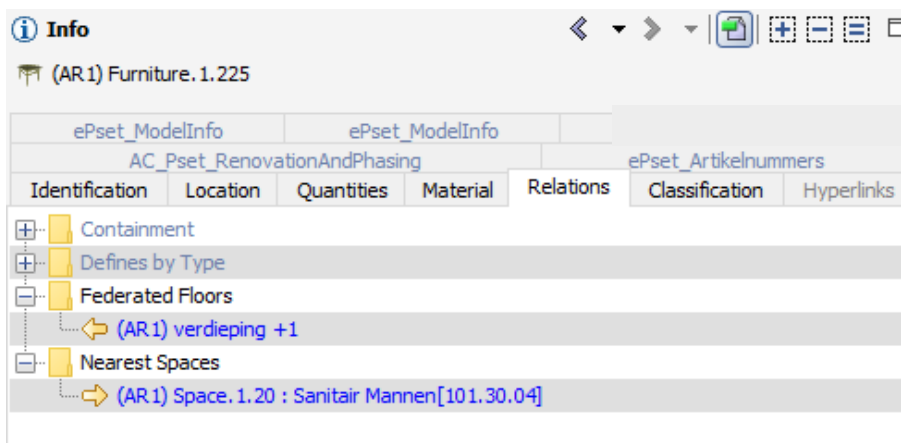 Info
(AR1) Furniture.1.225
ePset_ModelInfo ePset_ModelInfo
AC_Pset_RenovationAndPhasing ePset_Artikelnummers
Identification Location Quantities Material Relations Classification Hyperlinks
Containment
Defines by Type
Federated Floors
(AR1) verdieping +1
Nearest Spaces
(AR1) Space.1.20 : Sanitair Mannen[101.30.04]